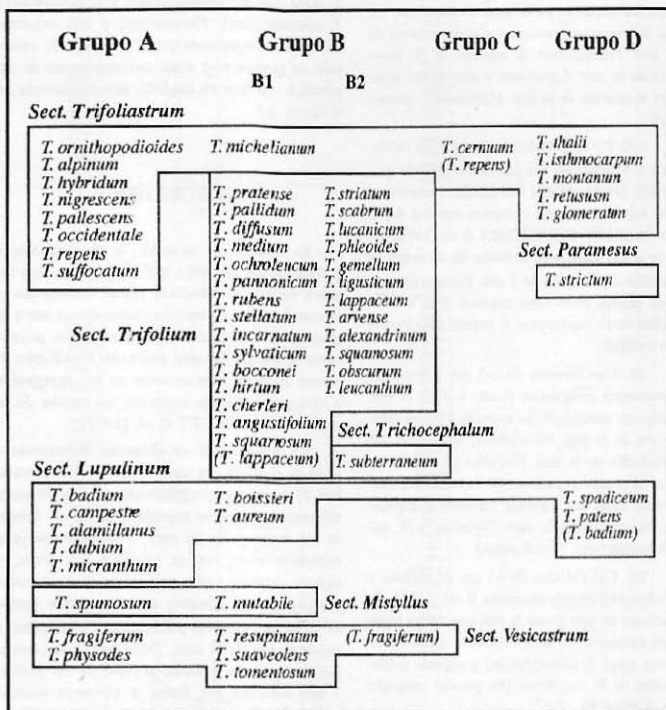 Grupo A Grupo B Grupo C Grupo D
B1 B2
Sect. Trifoliastrum
T. ornithopodioides
T. alpinum
T. hybridum
T. nigrescens
T. pallescens
T. occidentale
T. repens
T. suffocatum
T. michelianum
T. cernuum
(T. repens)
T. thalii
T. isthnocarpum
T. montanum
T. retususm
T. glomeratum
Sect. Paramesus
T. strictum
Sect. Trifolium
T. pratense
T. pallidum
T. diffusum
T. medium
T. ochroleucum
T. pannonicum
T. rubens
T. stellatum
T. incarnatum
T. sylvaticum
T. bocconei
T. hirtum
T. cherleri
T. angustifolium
T. squarrosum
(T. lappaceum)
T. striatum
T. scabrum
T. lucanicum
T. phleoides
T. gemellum
T. ligusticum
T. lappaceum
T. arvense
T. alexandrinum
T. squamosum
T. obscurum
T. leucanthum
Sect. Trichocephalum
T. subterraneum
Sect. Lupulinum
T. badium
T. campestre
T. alamillanus
T. dubium
T. micranthum
T. boissieri
T. aureum
T. spadiceum
T. patens
(T. badium)
T. spumosum T. mutabile Sect. Mistyllus
T. fragiferum
T. physodes
T. resupinatum
T. suaveolens
T. tomentosum
(T. fragiferum)
Sect. Vesicastrum